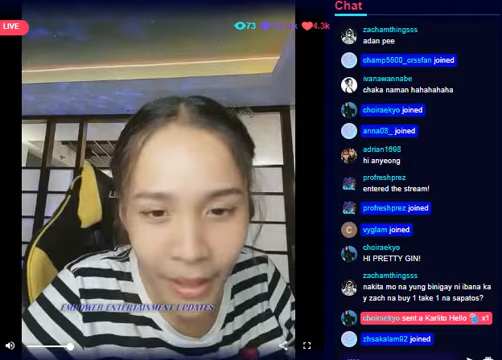 LIVE
73
4.3k
EMPOWER ENTERTAINMENT UPDATES
Chat
zachamthingsss
adan pee
champ5500_crssfan joined
ivanawannabe
chaka naman hahahahaha
choiraekyo joined
anna08_ joined
adrian1698
hi anyeong
profreshprez
entered the stream!
profreshprez joined
C
vyglam joined
choiraekyo
HI PRETTY GIN!
zachamthingsss
nakita mo na yung binigay ni ibana ka
y zach na buy 1 take 1 na sapatos?
choiraekyo sent a Karlito Hello x1
zhsakalam92 joined